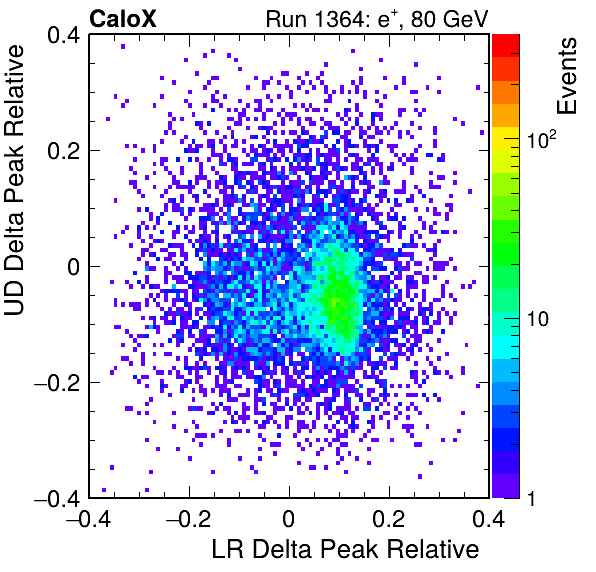 CaloX Run 1364: e⁺, 80 GeV
0.4
0.2
0
−0.2
−0.4
−0.4 −0.2 0 0.2 0.4
LR Delta Peak Relative
UD Delta Peak Relative
Events
10²
10
1